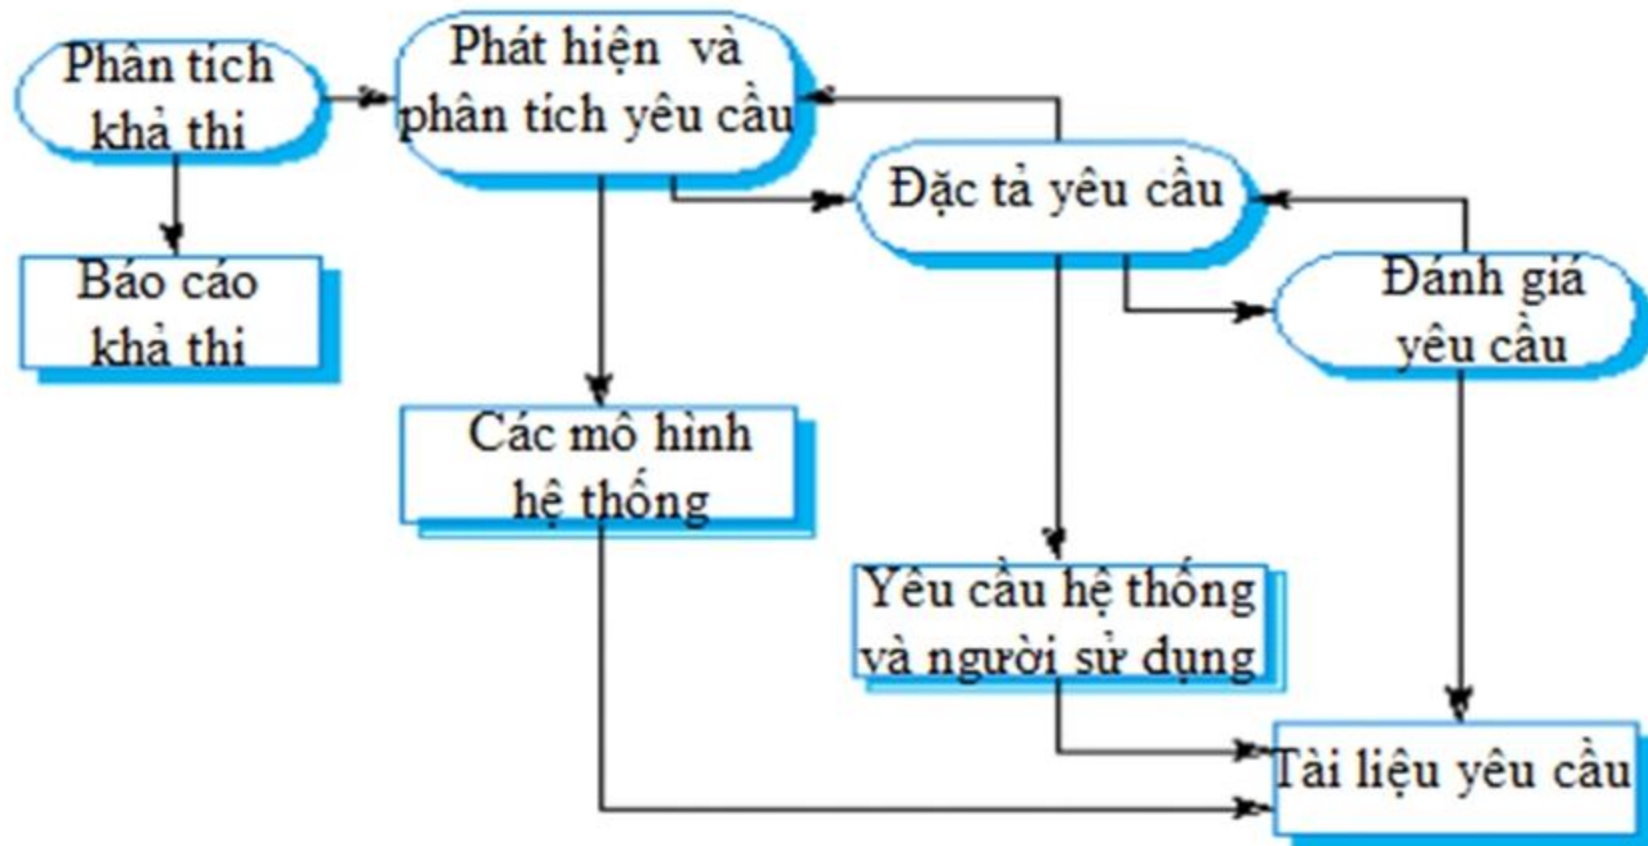 Phân tích
khả thi
Phát hiện và
phân tích yêu cầu
Đặc tả yêu cầu
Đánh giá
yêu cầu
Báo cáo
khả thi
Các mô hình
hệ thống
Yêu cầu hệ thống
và người sử dụng
Tài liệu yêu cầu